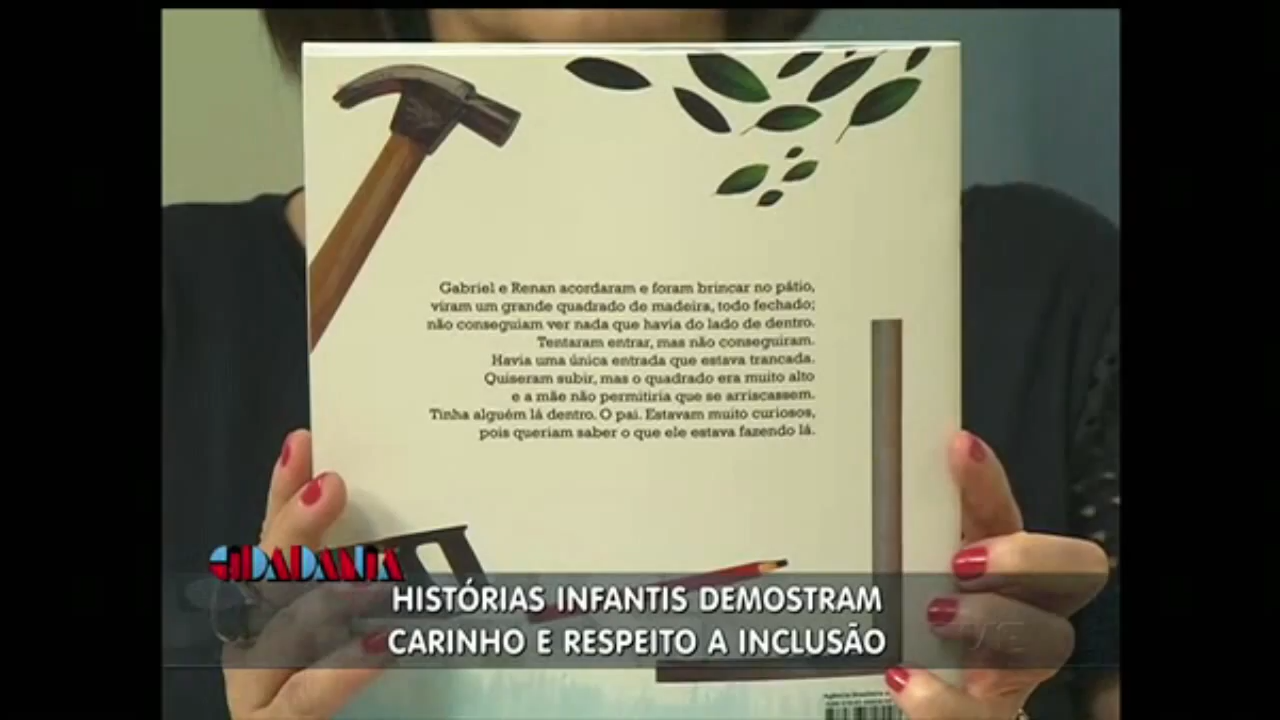 Gabriel e Renan acordaram e foram brincar no pátio,
viram um grande quadrado de madeira, todo fechado;
não conseguiam ver nada que havia do lado de dentro.
Tentaram entrar, mas não conseguiram.
Havia uma única entrada que estava trancada.
Quiseram subir, mas o quadrado era muito alto
e a mãe não permitiria que se arriscassem.
Tinha alguém lá dentro. O pai. Estavam muito curiosos,
pois queriam saber o que ele estava fazendo lá.
CIDADANIA
HISTÓRIAS INFANTIS DEMOSTRAM
CARINHO E RESPEITO A INCLUSÃO